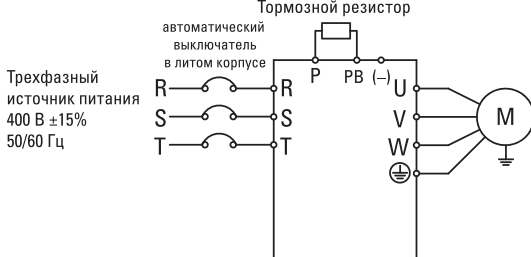 Тормозной резистор
автоматический
выключатель
в литом корпусе
P PB (–)
Трехфазный
источник питания
400 В ±15%
50/60 Гц
R R U
S S V M
T T W